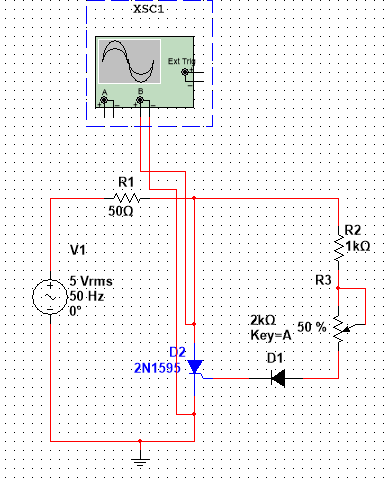 XSC1
Ext Trig
+
A
B
+ -
+ -
R1
50Ω
R2
1kΩ
V1
R3
5 Vrms
50 Hz
0°
2kΩ
Key=A
50 %
D2
2N1595
D1